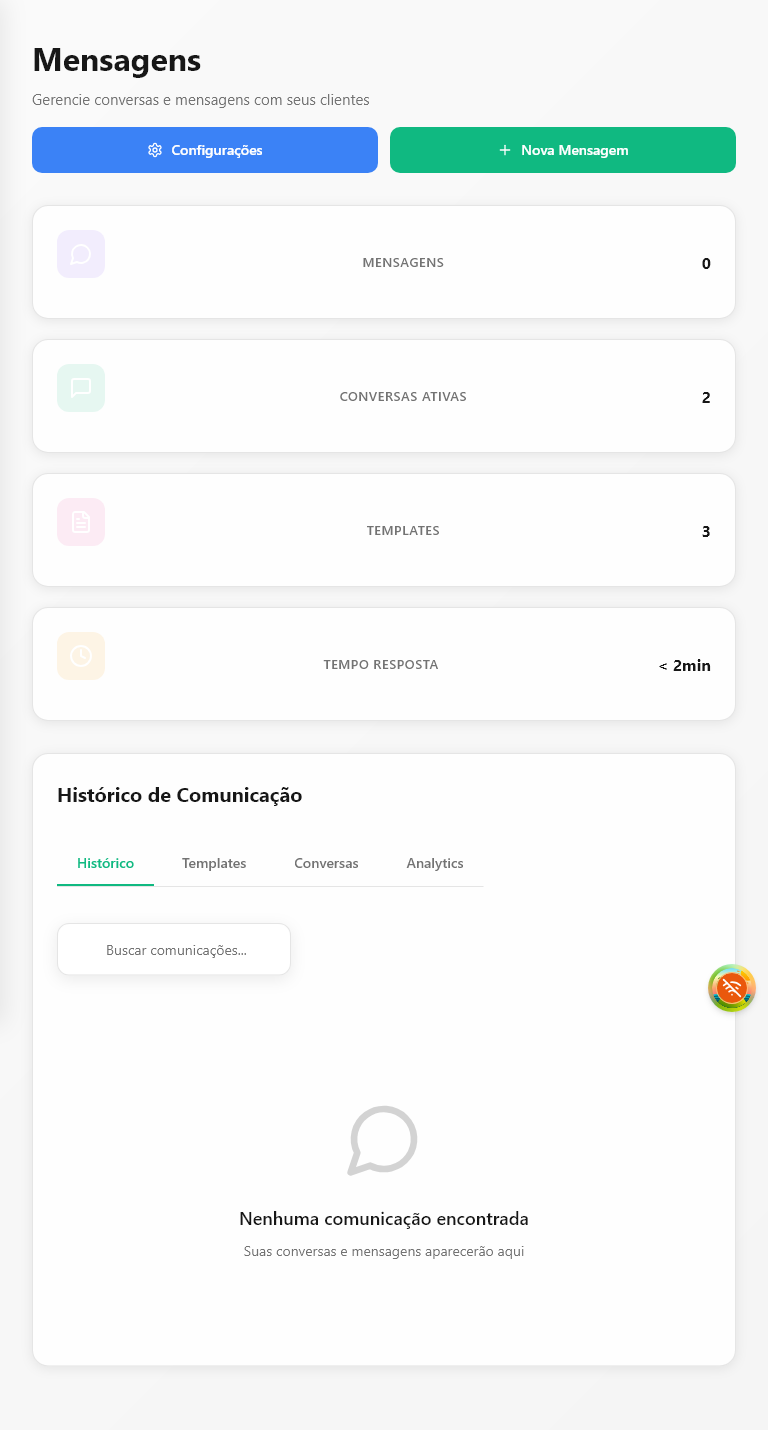 Mensagens
Gerencie conversas e mensagens com seus clientes
Configurações
Nova Mensagem
MENSAGENS
0
CONVERSAS ATIVAS
2
TEMPLATES
3
TEMPO RESPOSTA
< 2min
Histórico de Comunicação
Histórico
Templates
Conversas
Analytics
Buscar comunicações...
Nenhuma comunicação encontrada
Suas conversas e mensagens aparecerão aqui